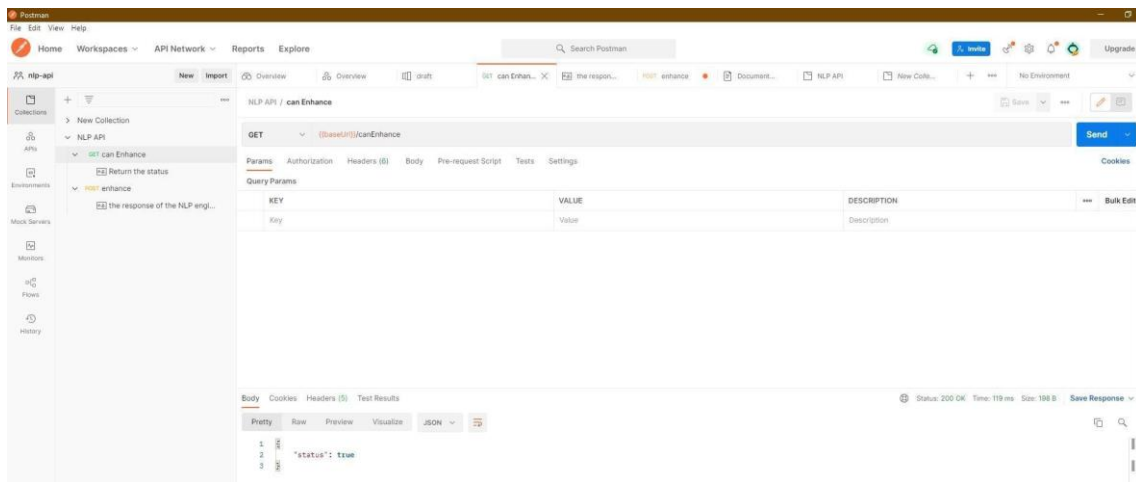 Postman
File Edit View Help
Home Workspaces API Network Reports Explore Search Postman Invite Upgrade
nlp-api New Import Overview Overview draft GET can Enhan... the respon... POST enhance Document... NLP API New Colle... No Environment
Collections
APIs
Environments
Mock Servers
Monitors
Flows
History
New Collection
NLP API
GET can Enhance
Return the status
POST enhance
the response of the NLP engi...
NLP API / can Enhance Save
GET {{baseUrl}}/canEnhance Send
Params Authorization Headers (6) Body Pre-request Script Tests Settings Cookies
Query Params
KEY VALUE DESCRIPTION Bulk Edit
Key Value Description
Body Cookies Headers (5) Test Results Status: 200 OK Time: 119 ms Size: 198 B Save Response
Pretty Raw Preview Visualize JSON
1 {
2 "status": true
3 }